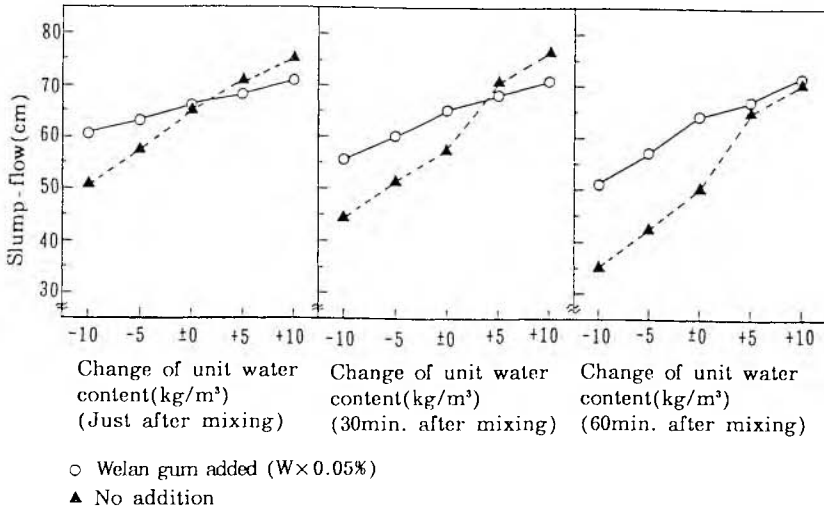 Slump-flow(cm)
80
70
60
50
40
30
-10 -5 ±0 +5 +10
-10 -5 ±0 +5 +10
-10 -5 ±0 +5 +10
Change of unit water
content(kg/m³)
(Just after mixing)
Change of unit water
content(kg/m³)
(30min. after mixing)
Change of unit water
content(kg/m³)
(60min. after mixing)
○ Welan gum added (W×0.05%)
▲ No addition